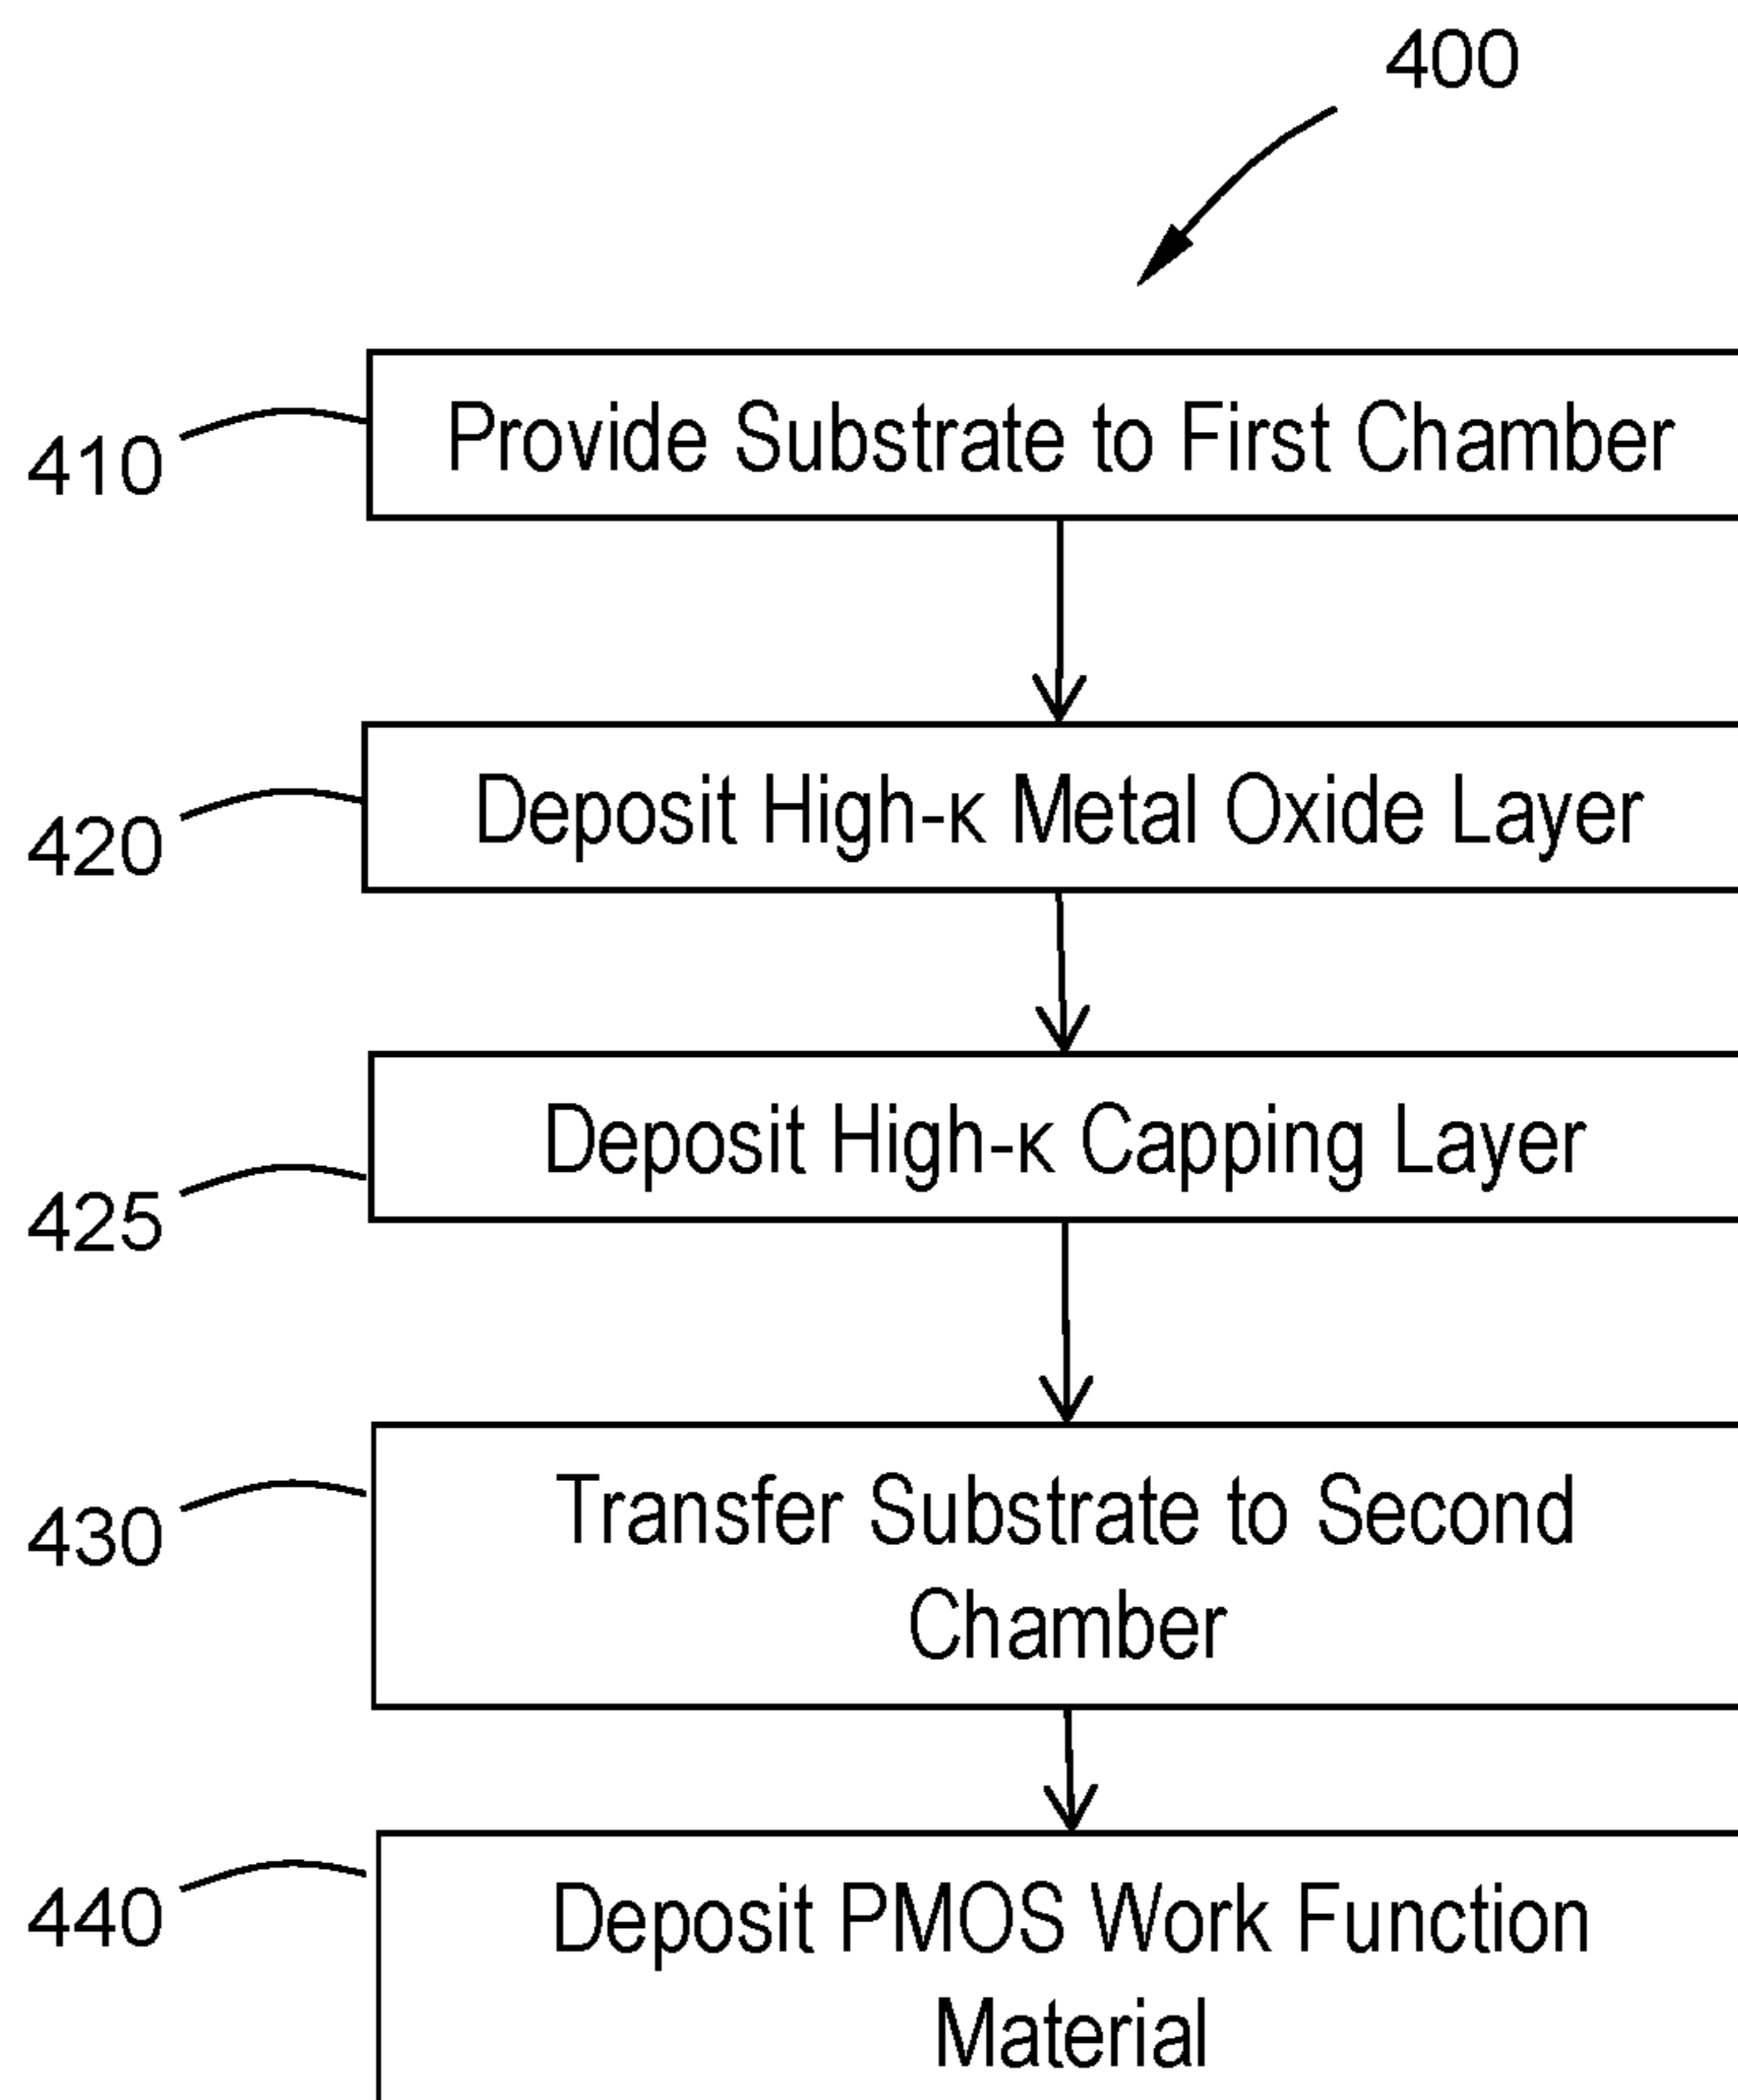 400
410
Provide Substrate to First Chamber
420
Deposit High-κ Metal Oxide Layer
425
Deposit High-κ Capping Layer
430
Transfer Substrate to Second
Chamber
440
Deposit PMOS Work Function
Material